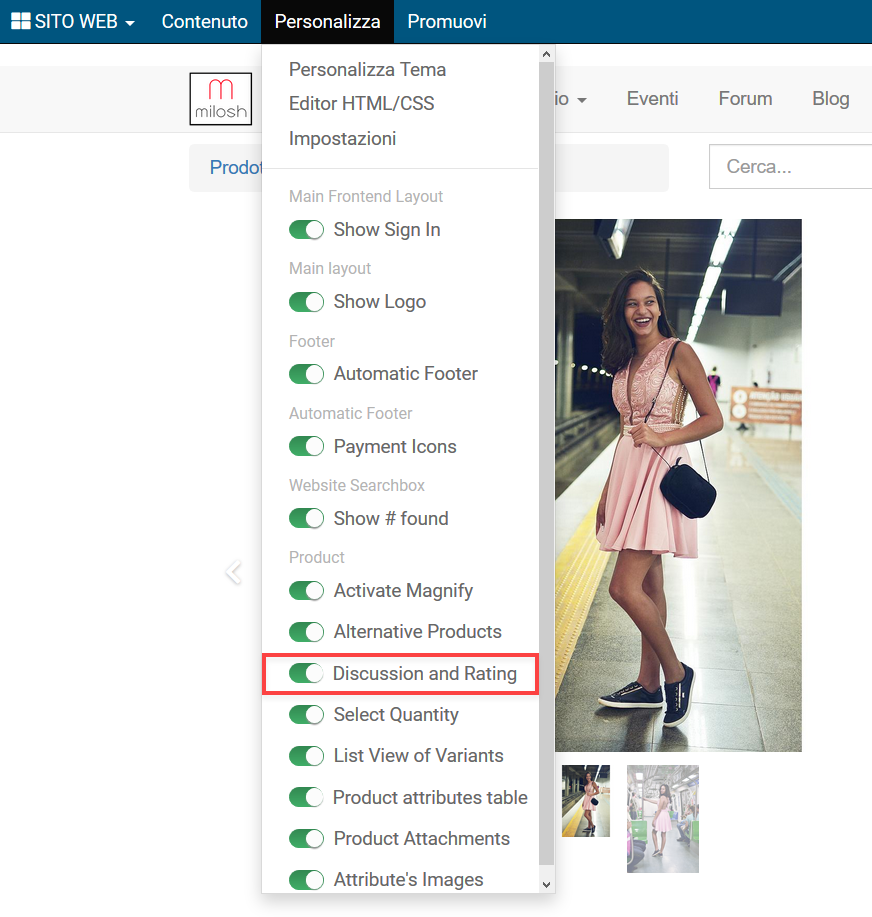 SITO WEB Contenuto Personalizza Promuovi
Personalizza Tema
Editor HTML/CSS
Impostazioni
milosh
io Eventi Forum Blog
Prodot
Cerca...
Main Frontend Layout
Show Sign In
Main layout
Show Logo
Footer
Automatic Footer
Automatic Footer
Payment Icons
Website Searchbox
Show # found
Product
Activate Magnify
Alternative Products
Discussion and Rating
Select Quantity
List View of Variants
Product attributes table
Product Attachments
Attribute's Images